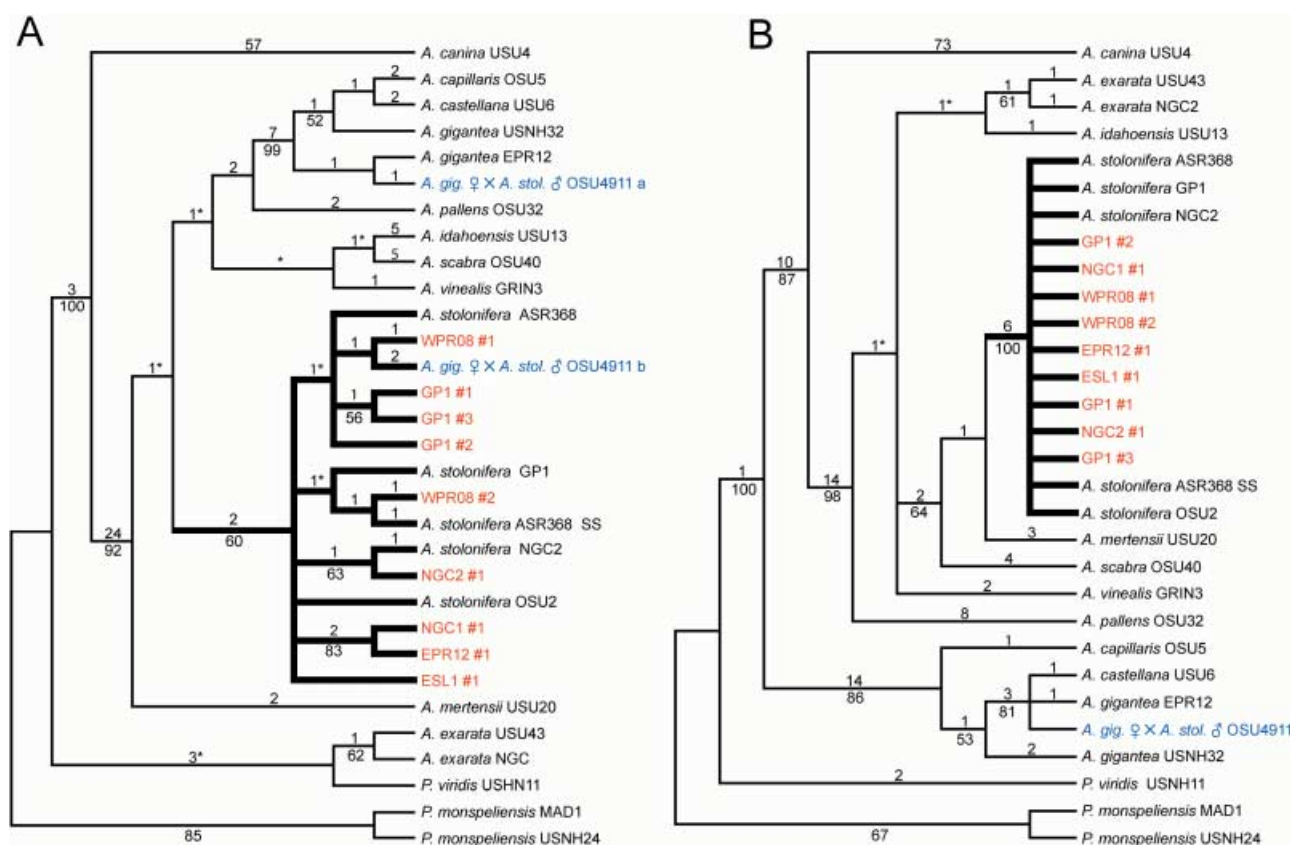 A
57
A. canina USU4
2
A. capillaris OSU5
1
2
A. castellana USU6
1
52
A. gigantea USNH32
7
99
A. gigantea EPR12
1
1
A. gig. ♀ X A. stol. ♂ OSU4911 a
2
2
A. pallens OSU32
1*
5
A. idahoensis USU13
1*
5
A. scabra OSU40
*
1
A. vinealis GRIN3
3
100
A. stolonifera ASR368
1
WPR08 #1
1
2
A. gig. ♀ X A. stol. ♂ OSU4911 b
1*
1*
GP1 #1
1
56
GP1 #3
GP1 #2
A. stolonifera GP1
1*
1
WPR08 #2
1
1
A. stolonifera ASR368 SS
2
60
24
92
A. stolonifera NGC2
1
63
NGC2 #1
A. stolonifera OSU2
NGC1 #1
2
83
EPR12 #1
ESL1 #1
2
A. mertensii USU20
A. exarata USU43
1
62
A. exarata NGC
3*
P. viridis USHN11
P. monspeliensis MAD1
85
P. monspeliensis USNH24
B
73
A. canina USU4
1
A. exarata USU43
1
61
1
A. exarata NGC2
1*
1
A. idahoensis USU13
A. stolonifera ASR368
A. stolonifera GP1
A. stolonifera NGC2
GP1 #2
10
87
NGC1 #1
WPR08 #1
WPR08 #2
6
100
1*
EPR12 #1
ESL1 #1
GP1 #1
1
NGC2 #1
GP1 #3
1
100
14
98
A. stolonifera ASR368 SS
2
64
A. stolonifera OSU2
3
A. mertensii USU20
4
A. scabra OSU40
2
A. vinealis GRIN3
8
A. pallens OSU32
1
A. capillaris OSU5
14
86
1
A. castellana USU6
3
81
1
A. gigantea EPR12
1
53
A. gig. ♀ X A. stol. ♂ OSU4911
2
A. gigantea USNH32
2
P. viridis USNH11
P. monspeliensis MAD1
67
P. monspeliensis USNH24